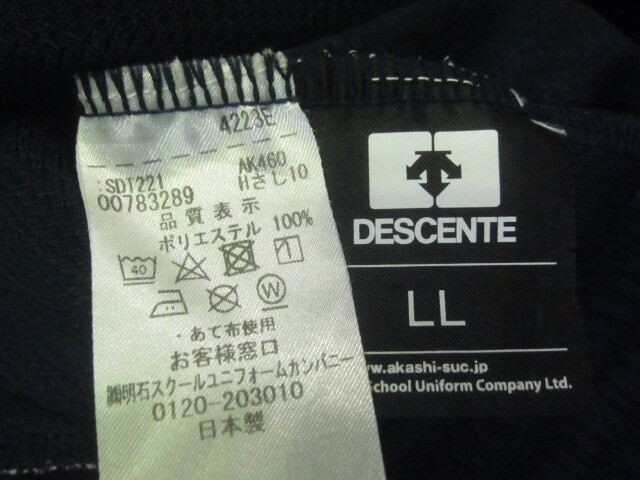 4223E
:SDT221 AK460
00783289 Hさし10
品質表示
ポリエステル 100%
40
W
・あて布使用
お客様窓口
㈱明石スクールユニフォームカンパニー
0120-203010
日本製
DESCENTE
LL
w.akashi-suc.jp
School Uniform Company Ltd.